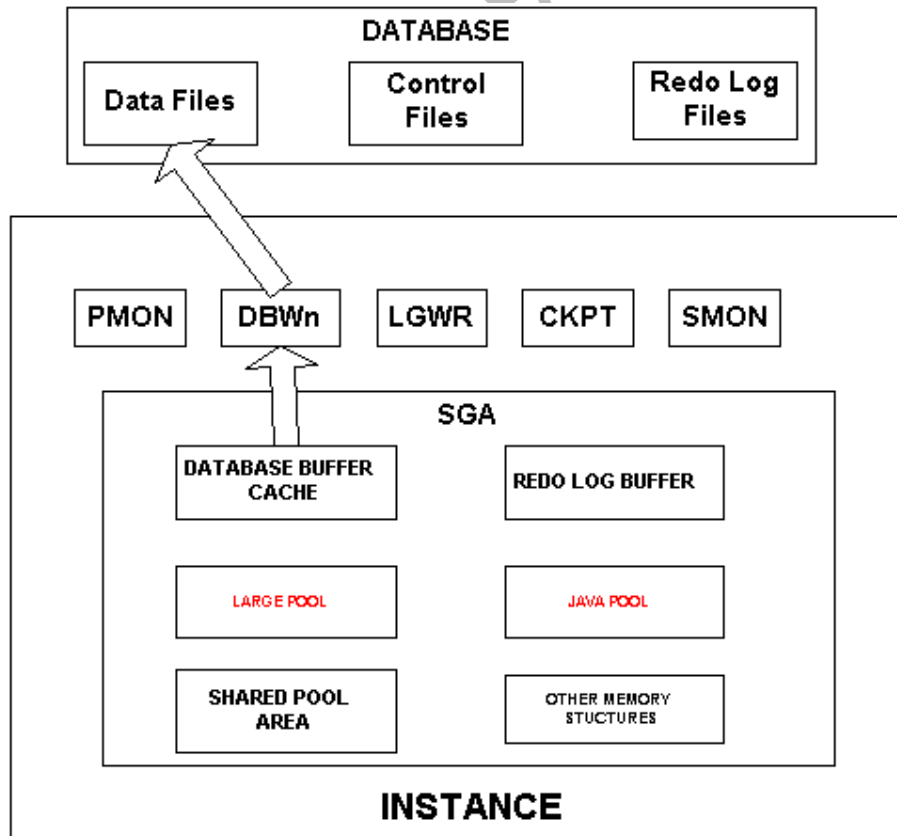 DATABASE
Data Files
Control
Files
Redo Log
Files
PMON
DBWn
LGWR
CKPT
SMON
SGA
DATABASE BUFFER
CACHE
REDO LOG BUFFER
LARGE POOL
JAVA POOL
SHARED POOL
AREA
OTHER MEMORY
STUCTURES
INSTANCE